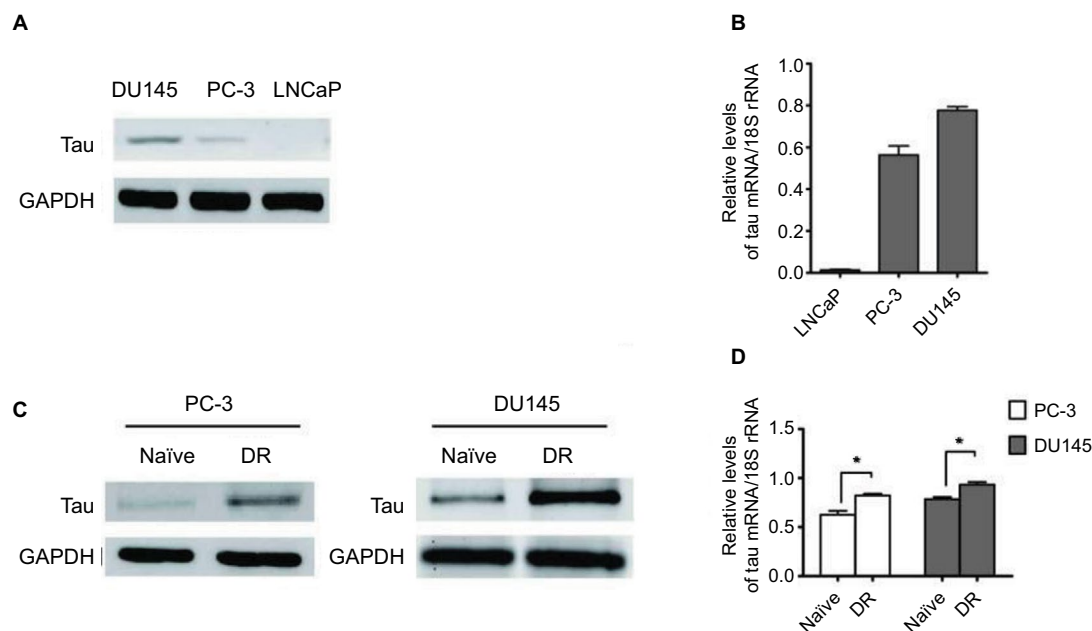 A
DU145 PC-3 LNCaP
Tau
GAPDH
B
Relative levels
of tau mRNA/18S rRNA
1.0
0.8
0.6
0.4
0.2
0.0
LNCaP
PC-3
DU145
C
PC-3
Naïve DR
Tau
GAPDH
DU145
Naïve DR
Tau
GAPDH
D
Relative levels
of tau mRNA/18S rRNA
1.5
1.0
0.5
0.0
*
*
Naïve
DR
Naïve
DR
PC-3
DU145